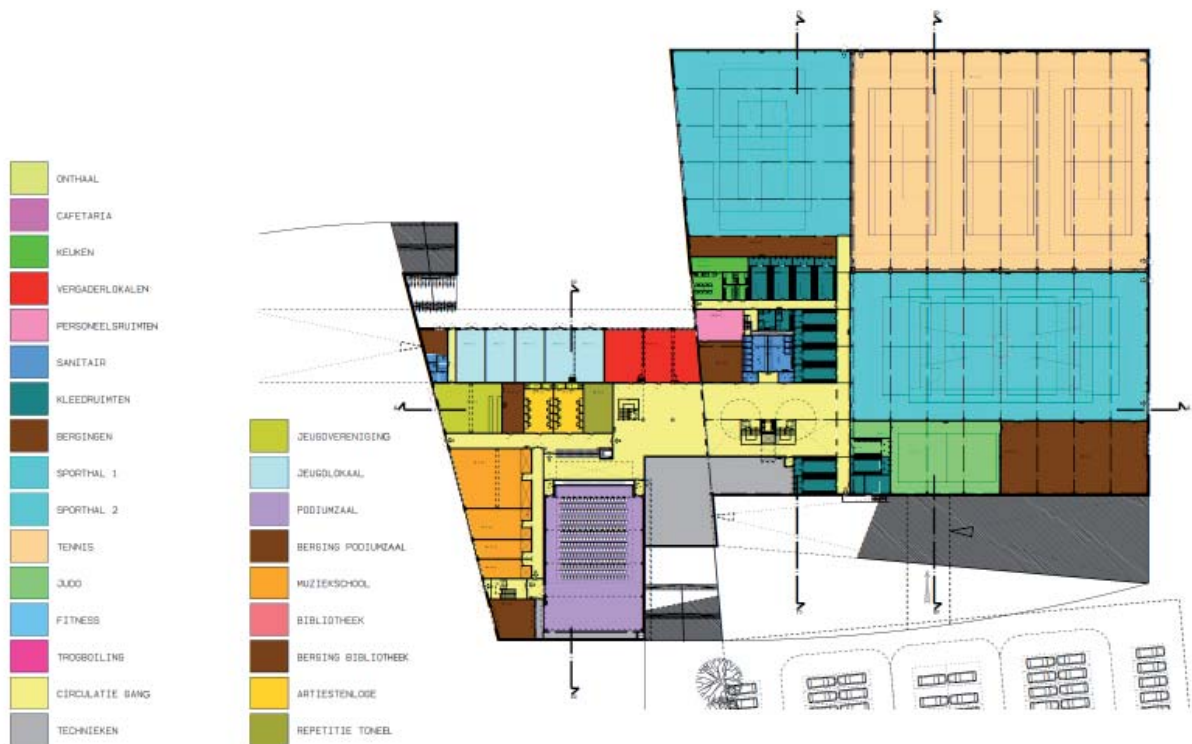 ONTHAAL
CAFETARIA
KEUKEN
VERGADERLOKALEN
PERSONEELSRUIMTEN
SANITAIR
KLEEDRUIMTEN
BERGINGEN
SPORTHAL 1
SPORTHAL 2
TENNIS
JUDO
FITNESS
TROGBOILING
CIRCULATIE GANG
TECHNIEKEN
JEUGDVERENIGING
JEUGDLOKAAL
PODIUMZAAL
BERGING PODIUMZAAL
MUZIEKSCHOOL
BIBLIOTHEEK
BERGING BIBLIOTHEEK
ARTIESTENLOGE
REPETITIE TONEEL